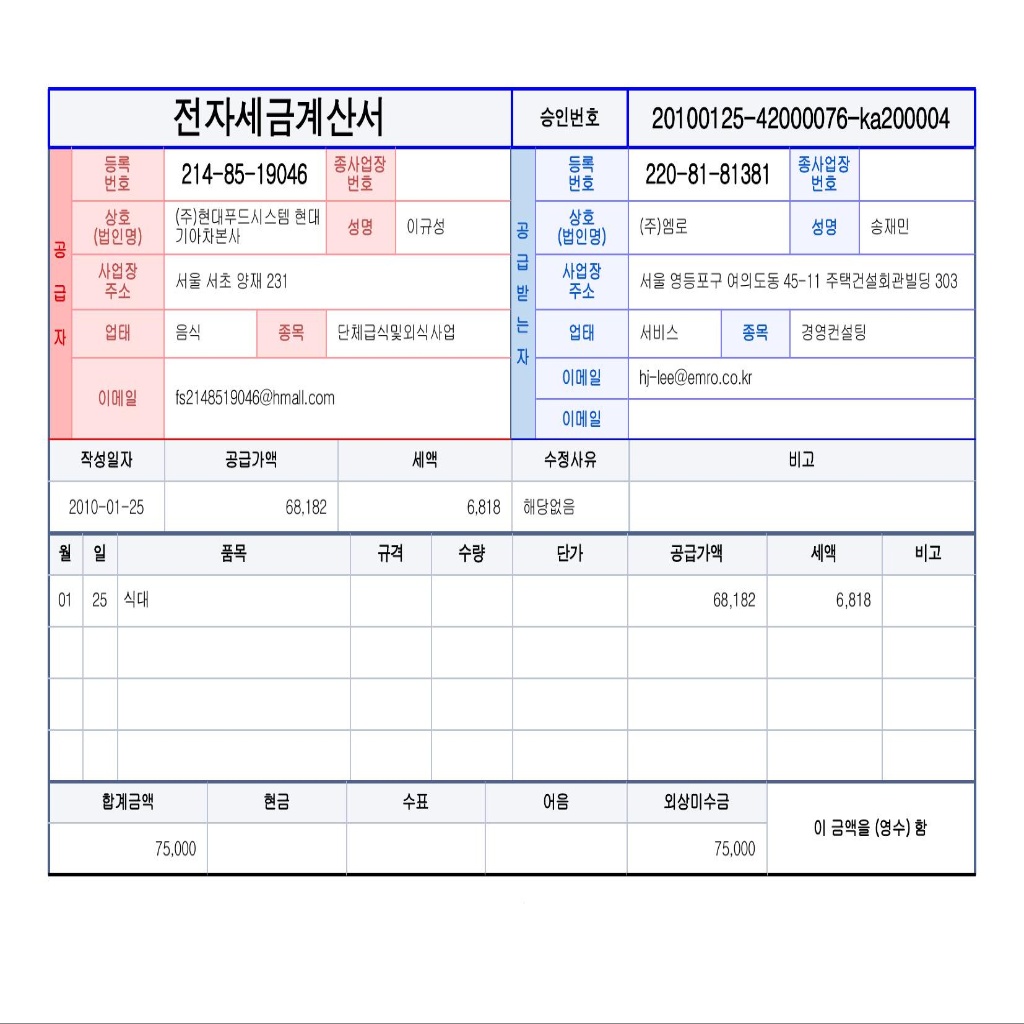 전자세금계산서 승인번호 20100125-42000076-ka200004
공급자
등록번호 214-85-19046 종사업장번호
상호(법인명) (주)현대푸드시스템 현대기아차본사 성명 이규성
사업장주소 서울 서초 양재 231
업태 음식 종목 단체급식및외식사업
이메일 fs2148519046@hmall.com
공급받는자
등록번호 220-81-81381 종사업장번호
상호(법인명) (주)엠로 성명 송재민
사업장주소 서울 영등포구 여의도동 45-11 주택건설회관빌딩 303
업태 서비스 종목 경영컨설팅
이메일 hj-lee@emro.co.kr
이메일
작성일자 공급가액 세액 수정사유 비고
2010-01-25 68,182 6,818 해당없음
월 일 품목 규격 수량 단가 공급가액 세액 비고
01 25 식대 68,182 6,818
합계금액 현금 수표 어음 외상미수금 이 금액을 (영수) 함
75,000 75,000